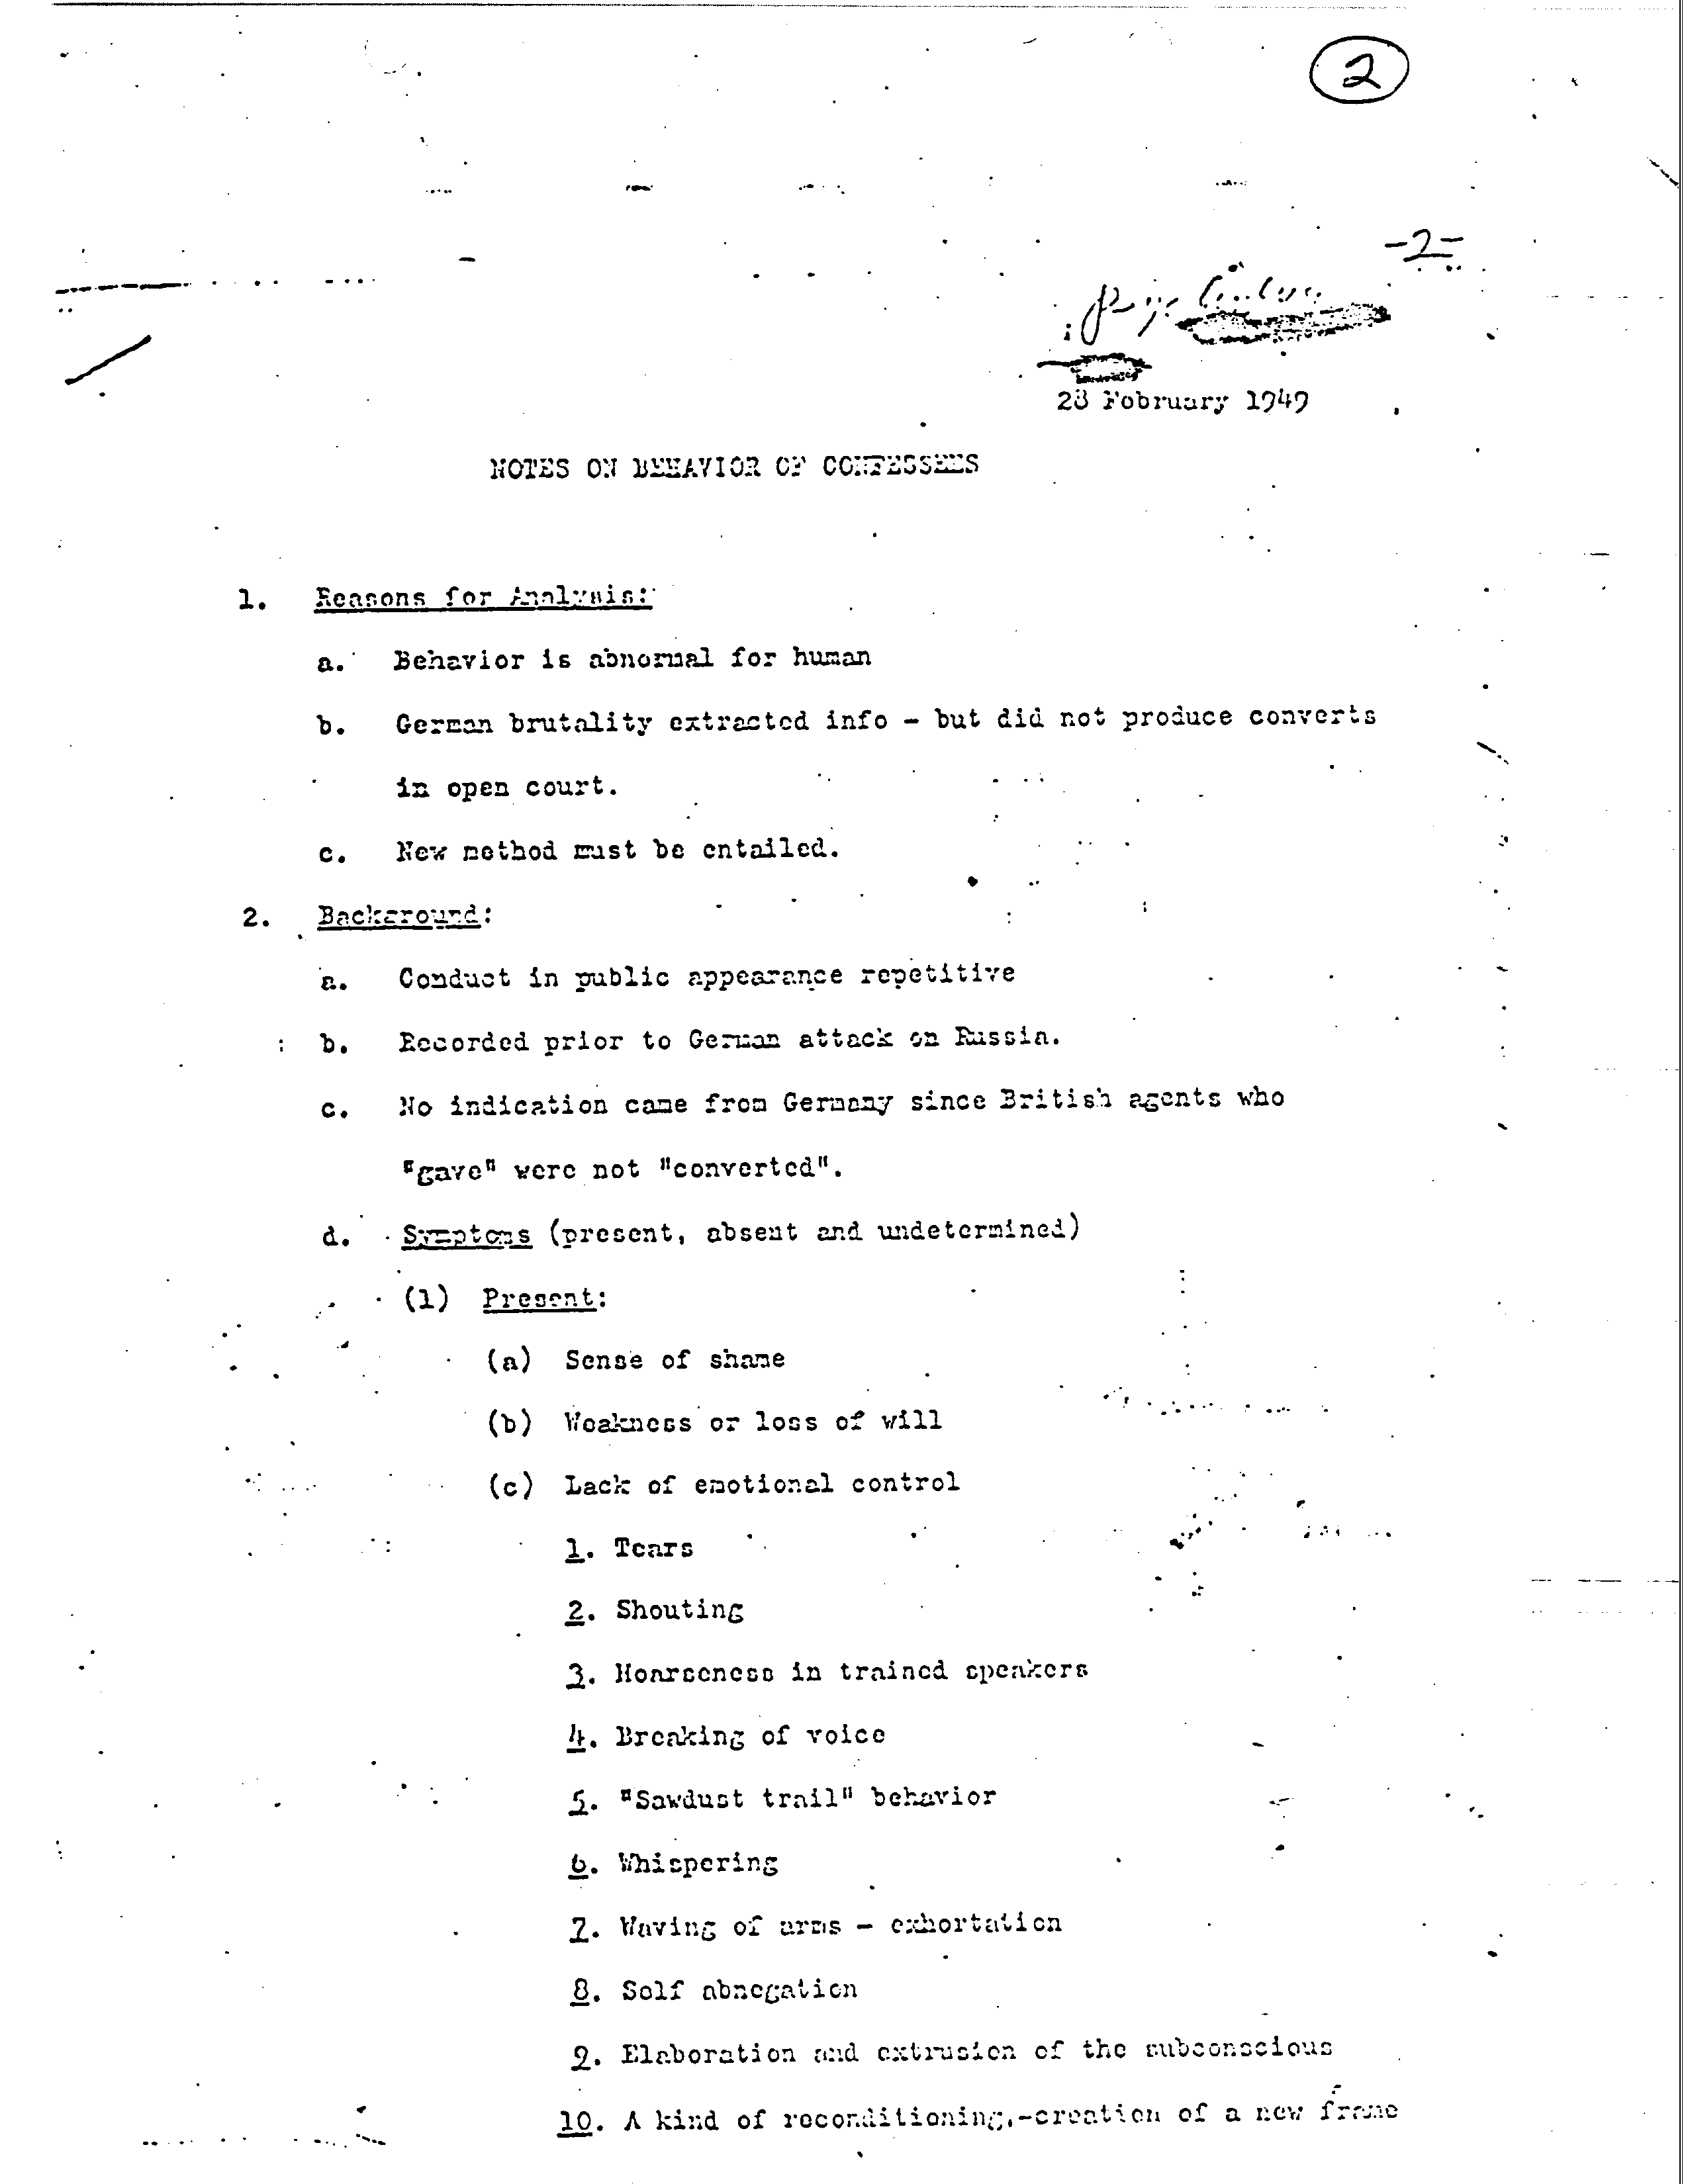 2
-2-
28 February 1949
NOTES ON BEHAVIOR OF CONFESSEES
1. Reasons for Analysis:
a. Behavior is abnormal for human
b. German brutality extracted info - but did not produce converts
in open court.
c. New method must be entailed.
2. Background:
a. Conduct in public appearance repetitive
b. Recorded prior to German attack on Russia.
c. No indication came from Germany since British agents who
"gave" were not "converted".
d. Symptoms (present, absent and undetermined)
(1) Present:
(a) Sense of shame
(b) Weakness or loss of will
(c) Lack of emotional control
1. Tears
2. Shouting
3. Hoarseness in trained speakers
4. Breaking of voice
5. "Sawdust trail" behavior
6. Whispering
7. Waving of arms - exhortation
8. Self abnegation
9. Elaboration and extrusion of the subconscious
10. A kind of reconditioning,-creation of a new frame